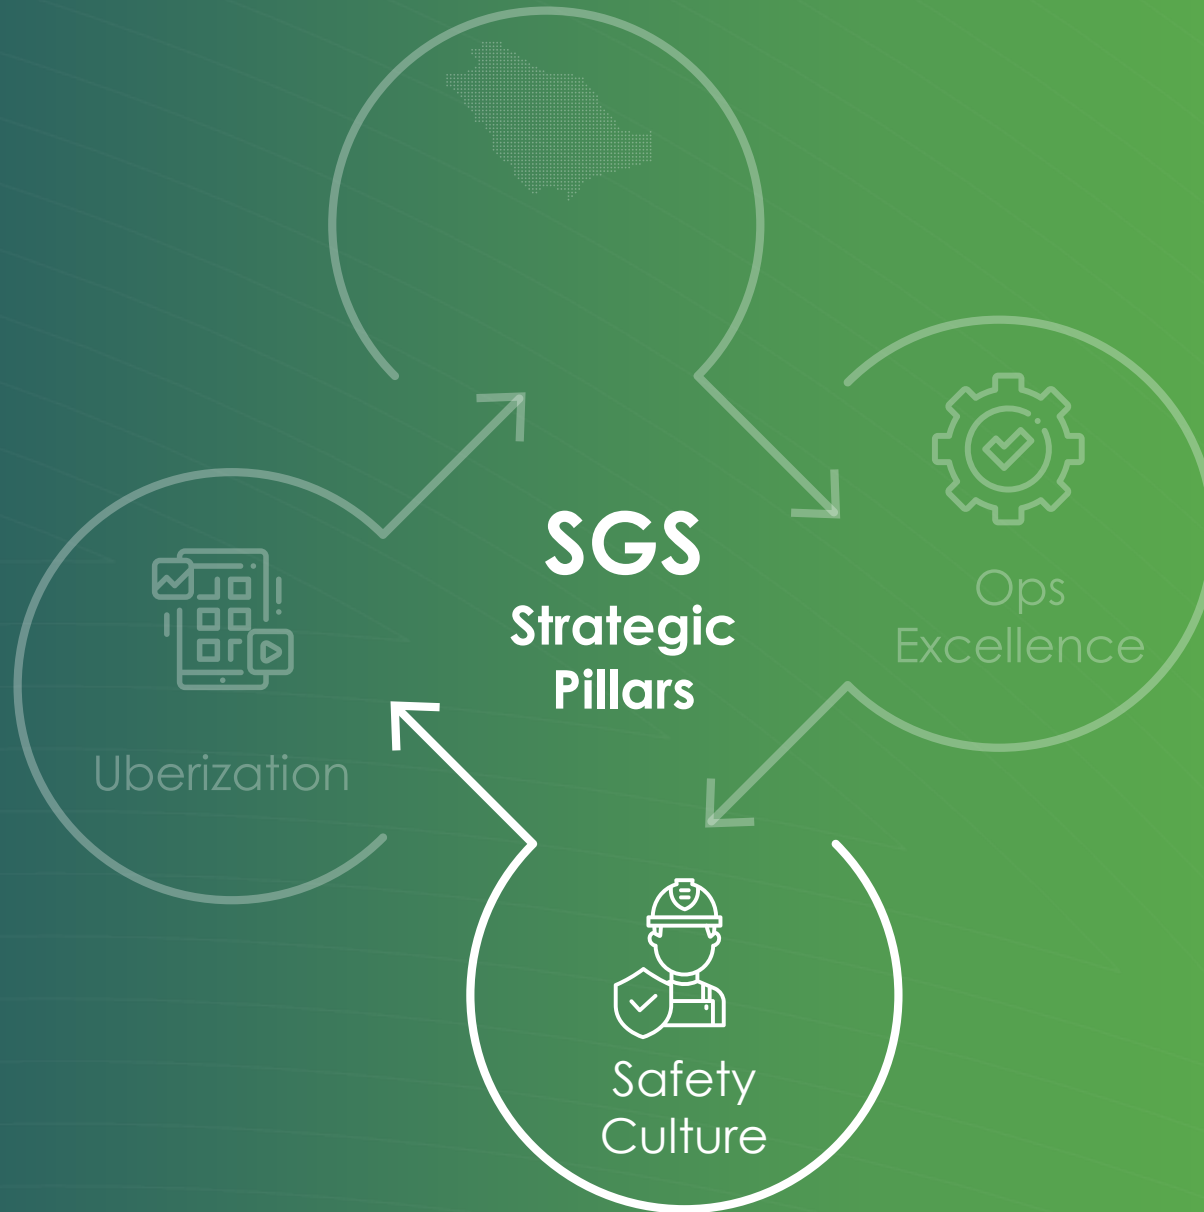 SGS
Strategic
Pillars
Ops
Excellence
Uberization
Safety
Culture